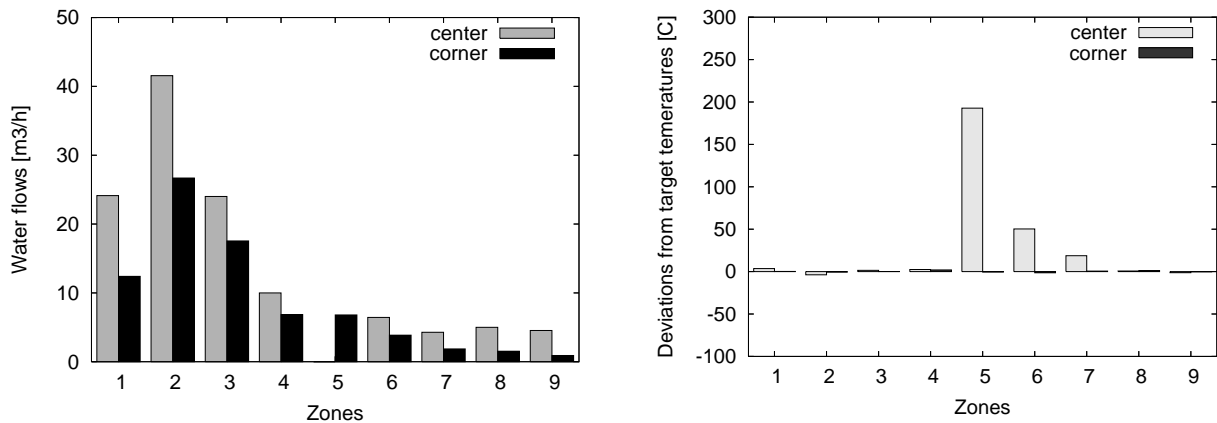 Water flows [m3/h]
50
40
30
20
10
0
center
corner
1 2 3 4 5 6 7 8 9
Zones
Deviations from target temeratures [C]
300
250
200
150
100
50
0
-50
-100
center
corner
1 2 3 4 5 6 7 8 9
Zones